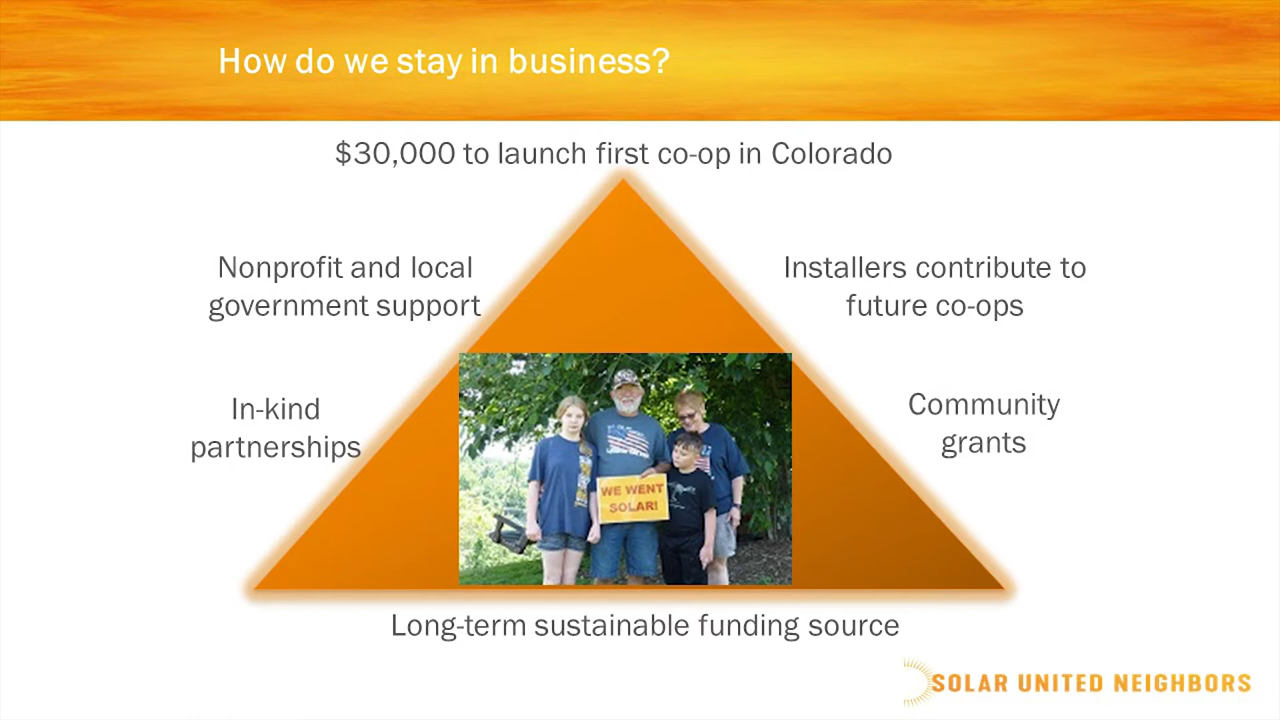 How do we stay in business?
$30,000 to launch first co-op in Colorado
Nonprofit and local
government support
Installers contribute to
future co-ops
In-kind
partnerships
Community
grants
WE WENT
SOLAR!
Long-term sustainable funding source
SOLAR UNITED NEIGHBORS